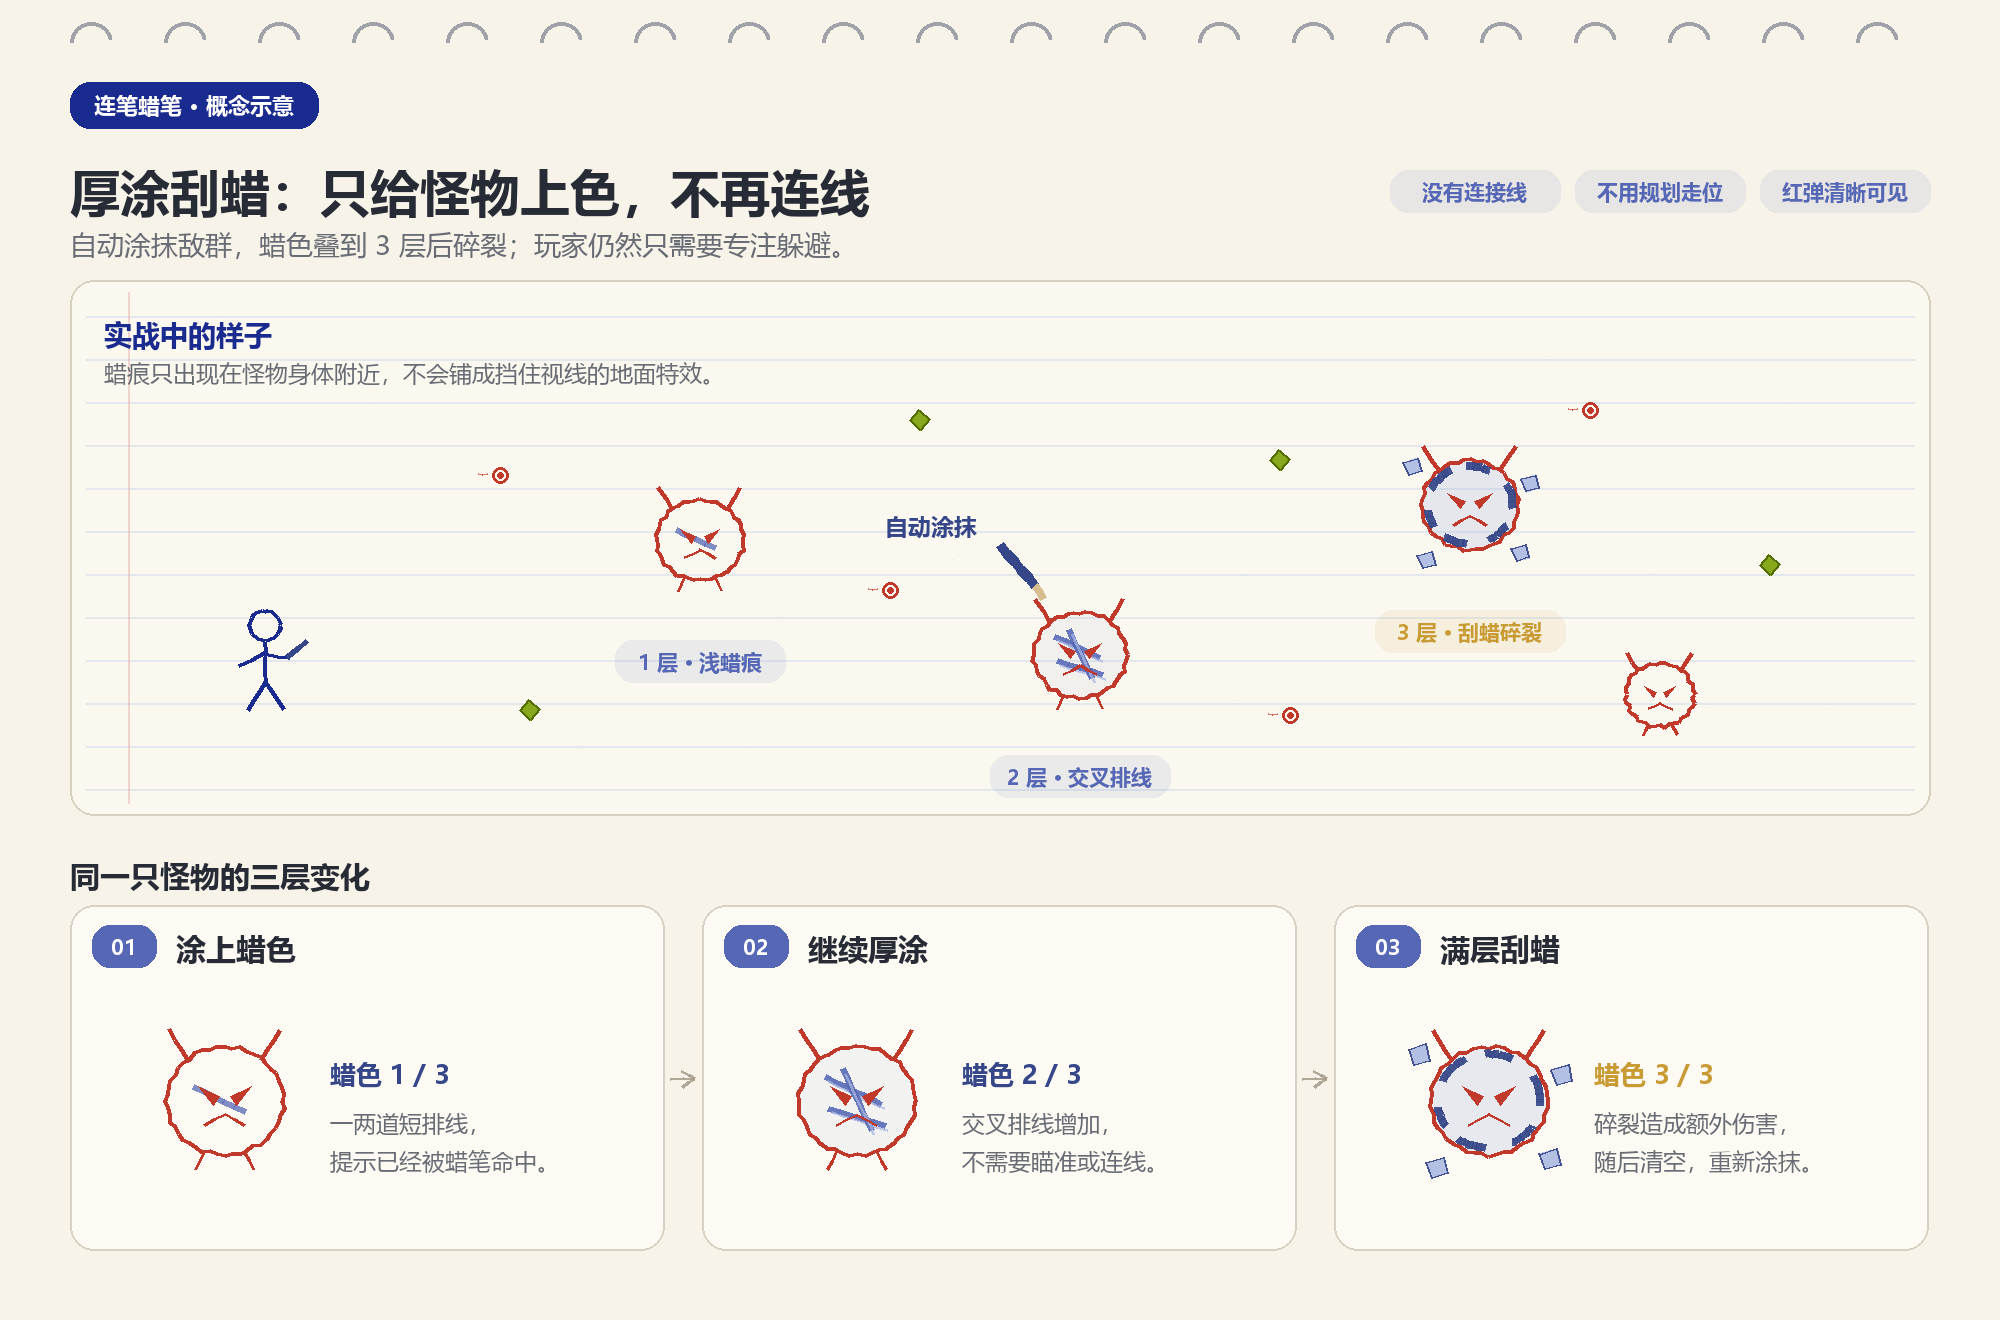 连笔蜡笔 · 概念示意
厚涂刮蜡：只给怪物上色，不再连线
没有连接线
不用规划走位
红弹清晰可见
自动涂抹敌群，蜡色叠到 3 层后碎裂；玩家仍然只需要专注躲避。
实战中的样子
蜡痕只出现在怪物身体附近，不会铺成挡住视线的地面特效。
自动涂抹
1 层 · 浅蜡痕
3 层 · 刮蜡碎裂
2 层 · 交叉排线
同一只怪物的三层变化
01 涂上蜡色
蜡色 1 / 3
一两道短排线，
提示已经被蜡笔命中。
02 继续厚涂
蜡色 2 / 3
交叉排线增加，
不需要瞄准或连线。
03 满层刮蜡
蜡色 3 / 3
碎裂造成额外伤害，
随后清空，重新涂抹。